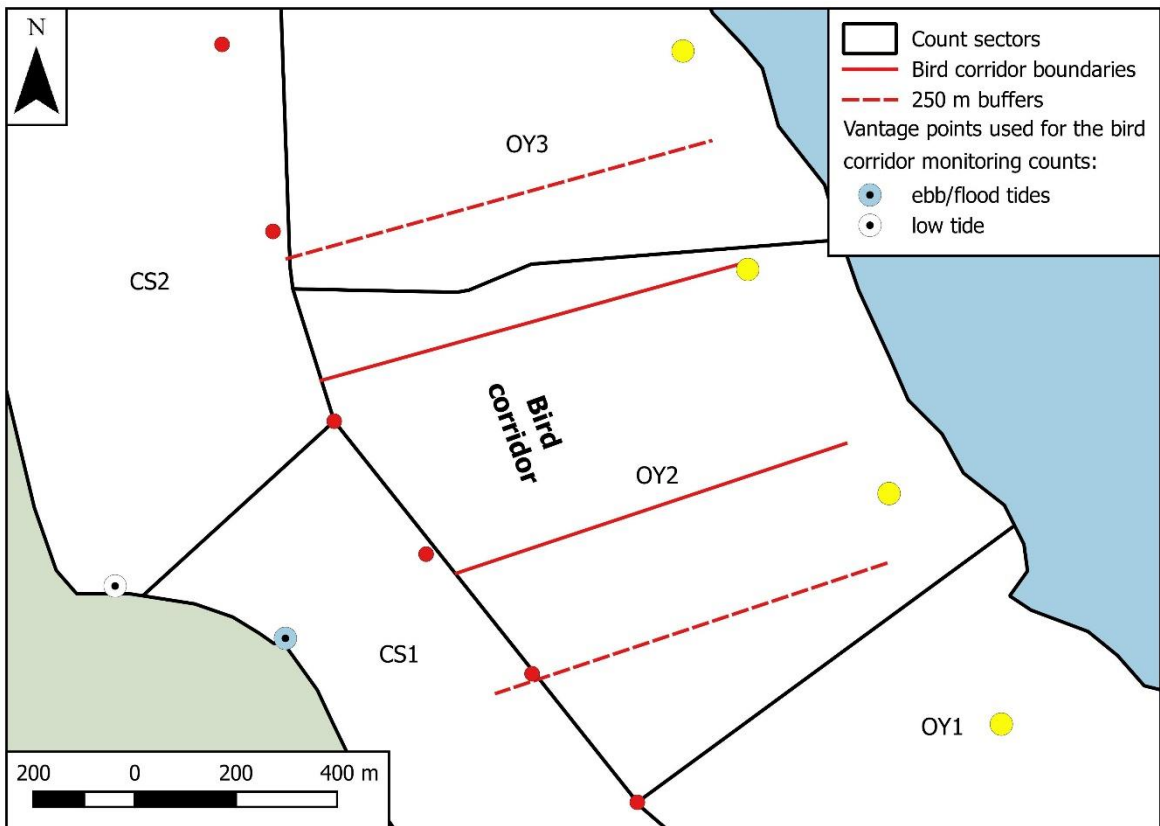 N
Count sectors
Bird corridor boundaries
250 m buffers
Vantage points used for the bird
corridor monitoring counts:
ebb/flood tides
low tide
OY3
CS2
Bird
corridor
OY2
CS1
OY1
200 0 200 400 m